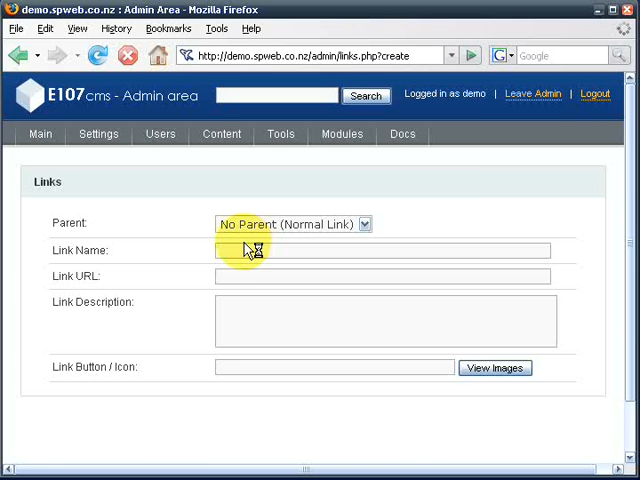 demo.spweb.co.nz : Admin Area - Mozilla Firefox
File Edit View History Bookmarks Tools Help
http://demo.spweb.co.nz/admin/links.php?create
G Google
E107cms - Admin area
Search
Logged in as demo Leave Admin Logout
Main Settings Users Content Tools Modules Docs
Links
Parent: No Parent (Normal Link)
Link Name:
Link URL:
Link Description:
Link Button / Icon: View Images